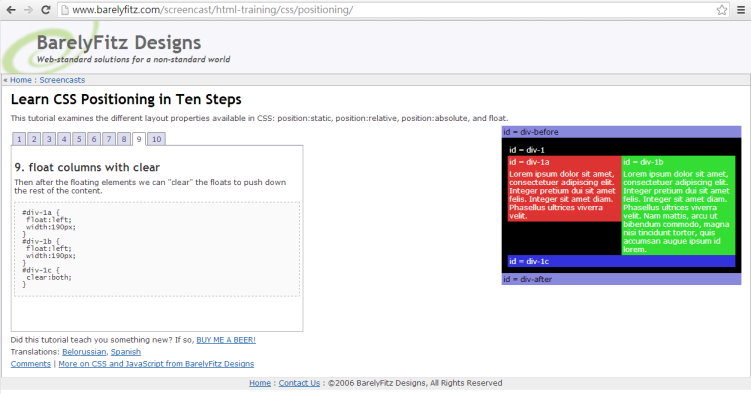 www.barelyfitz.com/screencast/html-training/css/positioning/
BarelyFitz Designs
Web-standard solutions for a non-standard world
« Home : Screencasts
Learn CSS Positioning in Ten Steps
This tutorial examines the different layout properties available in CSS: position:static, position:relative, position:absolute, and float.
1 2 3 4 5 6 7 8 9 10
9. float columns with clear
Then after the floating elements we can "clear" the floats to push down
the rest of the content.
#div-1a {
float:left;
width:190px;
}
#div-1b {
float:left;
width:190px;
}
#div-1c {
clear:both;
}
id = div-before
id = div-1
id = div-1a
Lorem ipsum dolor sit amet,
consectetuer adipiscing elit.
Integer pretium dui sit amet
felis. Integer sit amet diam.
Phasellus ultrices viverra
velit.
id = div-1b
Lorem ipsum dolor sit amet,
consectetuer adipiscing elit.
Integer pretium dui sit amet
felis. Integer sit amet diam.
Phasellus ultrices viverra
velit. Nam mattis, arcu ut
bibendum commodo, magna
nisi tincidunt tortor, quis
accumsan augue ipsum id
lorem.
id = div-1c
id = div-after
Did this tutorial teach you something new? If so, BUY ME A BEER!
Translations: Belorussian, Spanish
Comments | More on CSS and JavaScript from BarelyFitz Designs
Home : Contact Us : ©2006 BarelyFitz Designs, All Rights Reserved